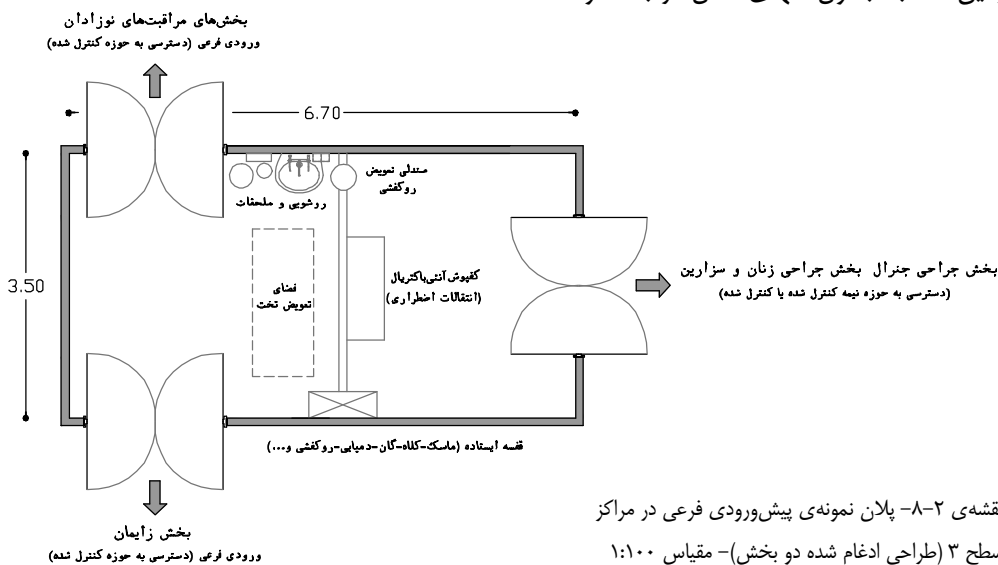 بخش‌های مراقبت‌های نوزادان
ورودی فرعی (دسترسی به حوزه کنترل شده)
6.70
صندلی تعویض
روکفشی
روشویی و ملحقات
3.50
فضای
تعویض تخت
کفپوش آنتی‌باکتریال
(انتقالات اضطراری)
بخش جراحی جنرال بخش جراحی زنان و سزارین
(دسترسی به حوزه نیمه کنترل شده یا کنترل شده)
قفسه ایستاده (ماسک-کلاه-گان-دمپایی-روکفشی و...)
بخش زایمان
ورودی فرعی (دسترسی به حوزه کنترل شده)
نقشه‌ی ۲-۸- پلان نمونه‌ی پیش‌ورودی فرعی در مراکز
سطح ۳ (طراحی ادغام شده دو بخش)- مقیاس ۱:۱۰۰